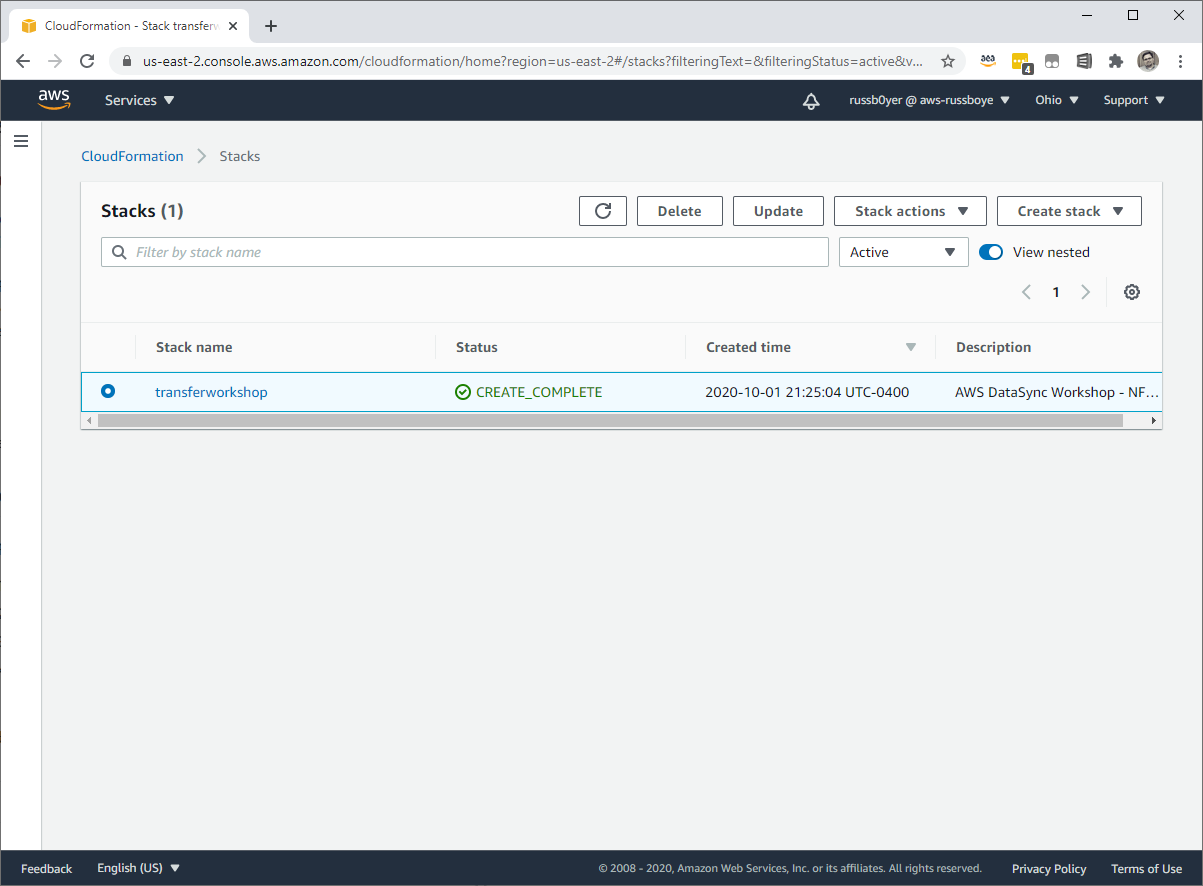 CloudFormation - Stack transferw
us-east-2.console.aws.amazon.com/cloudformation/home?region=us-east-2#/stacks?filteringText=&filteringStatus=active&v...
aea
4
aws Services russb0yer @ aws-russboye Ohio Support
CloudFormation Stacks
Stacks (1) Delete Update Stack actions Create stack
Filter by stack name Active View nested
1
Stack name Status Created time Description
transferworkshop CREATE_COMPLETE 2020-10-01 21:25:04 UTC-0400 AWS DataSync Workshop - NF...
Feedback English (US) © 2008 - 2020, Amazon Web Services, Inc. or its affiliates. All rights reserved. Privacy Policy Terms of Use